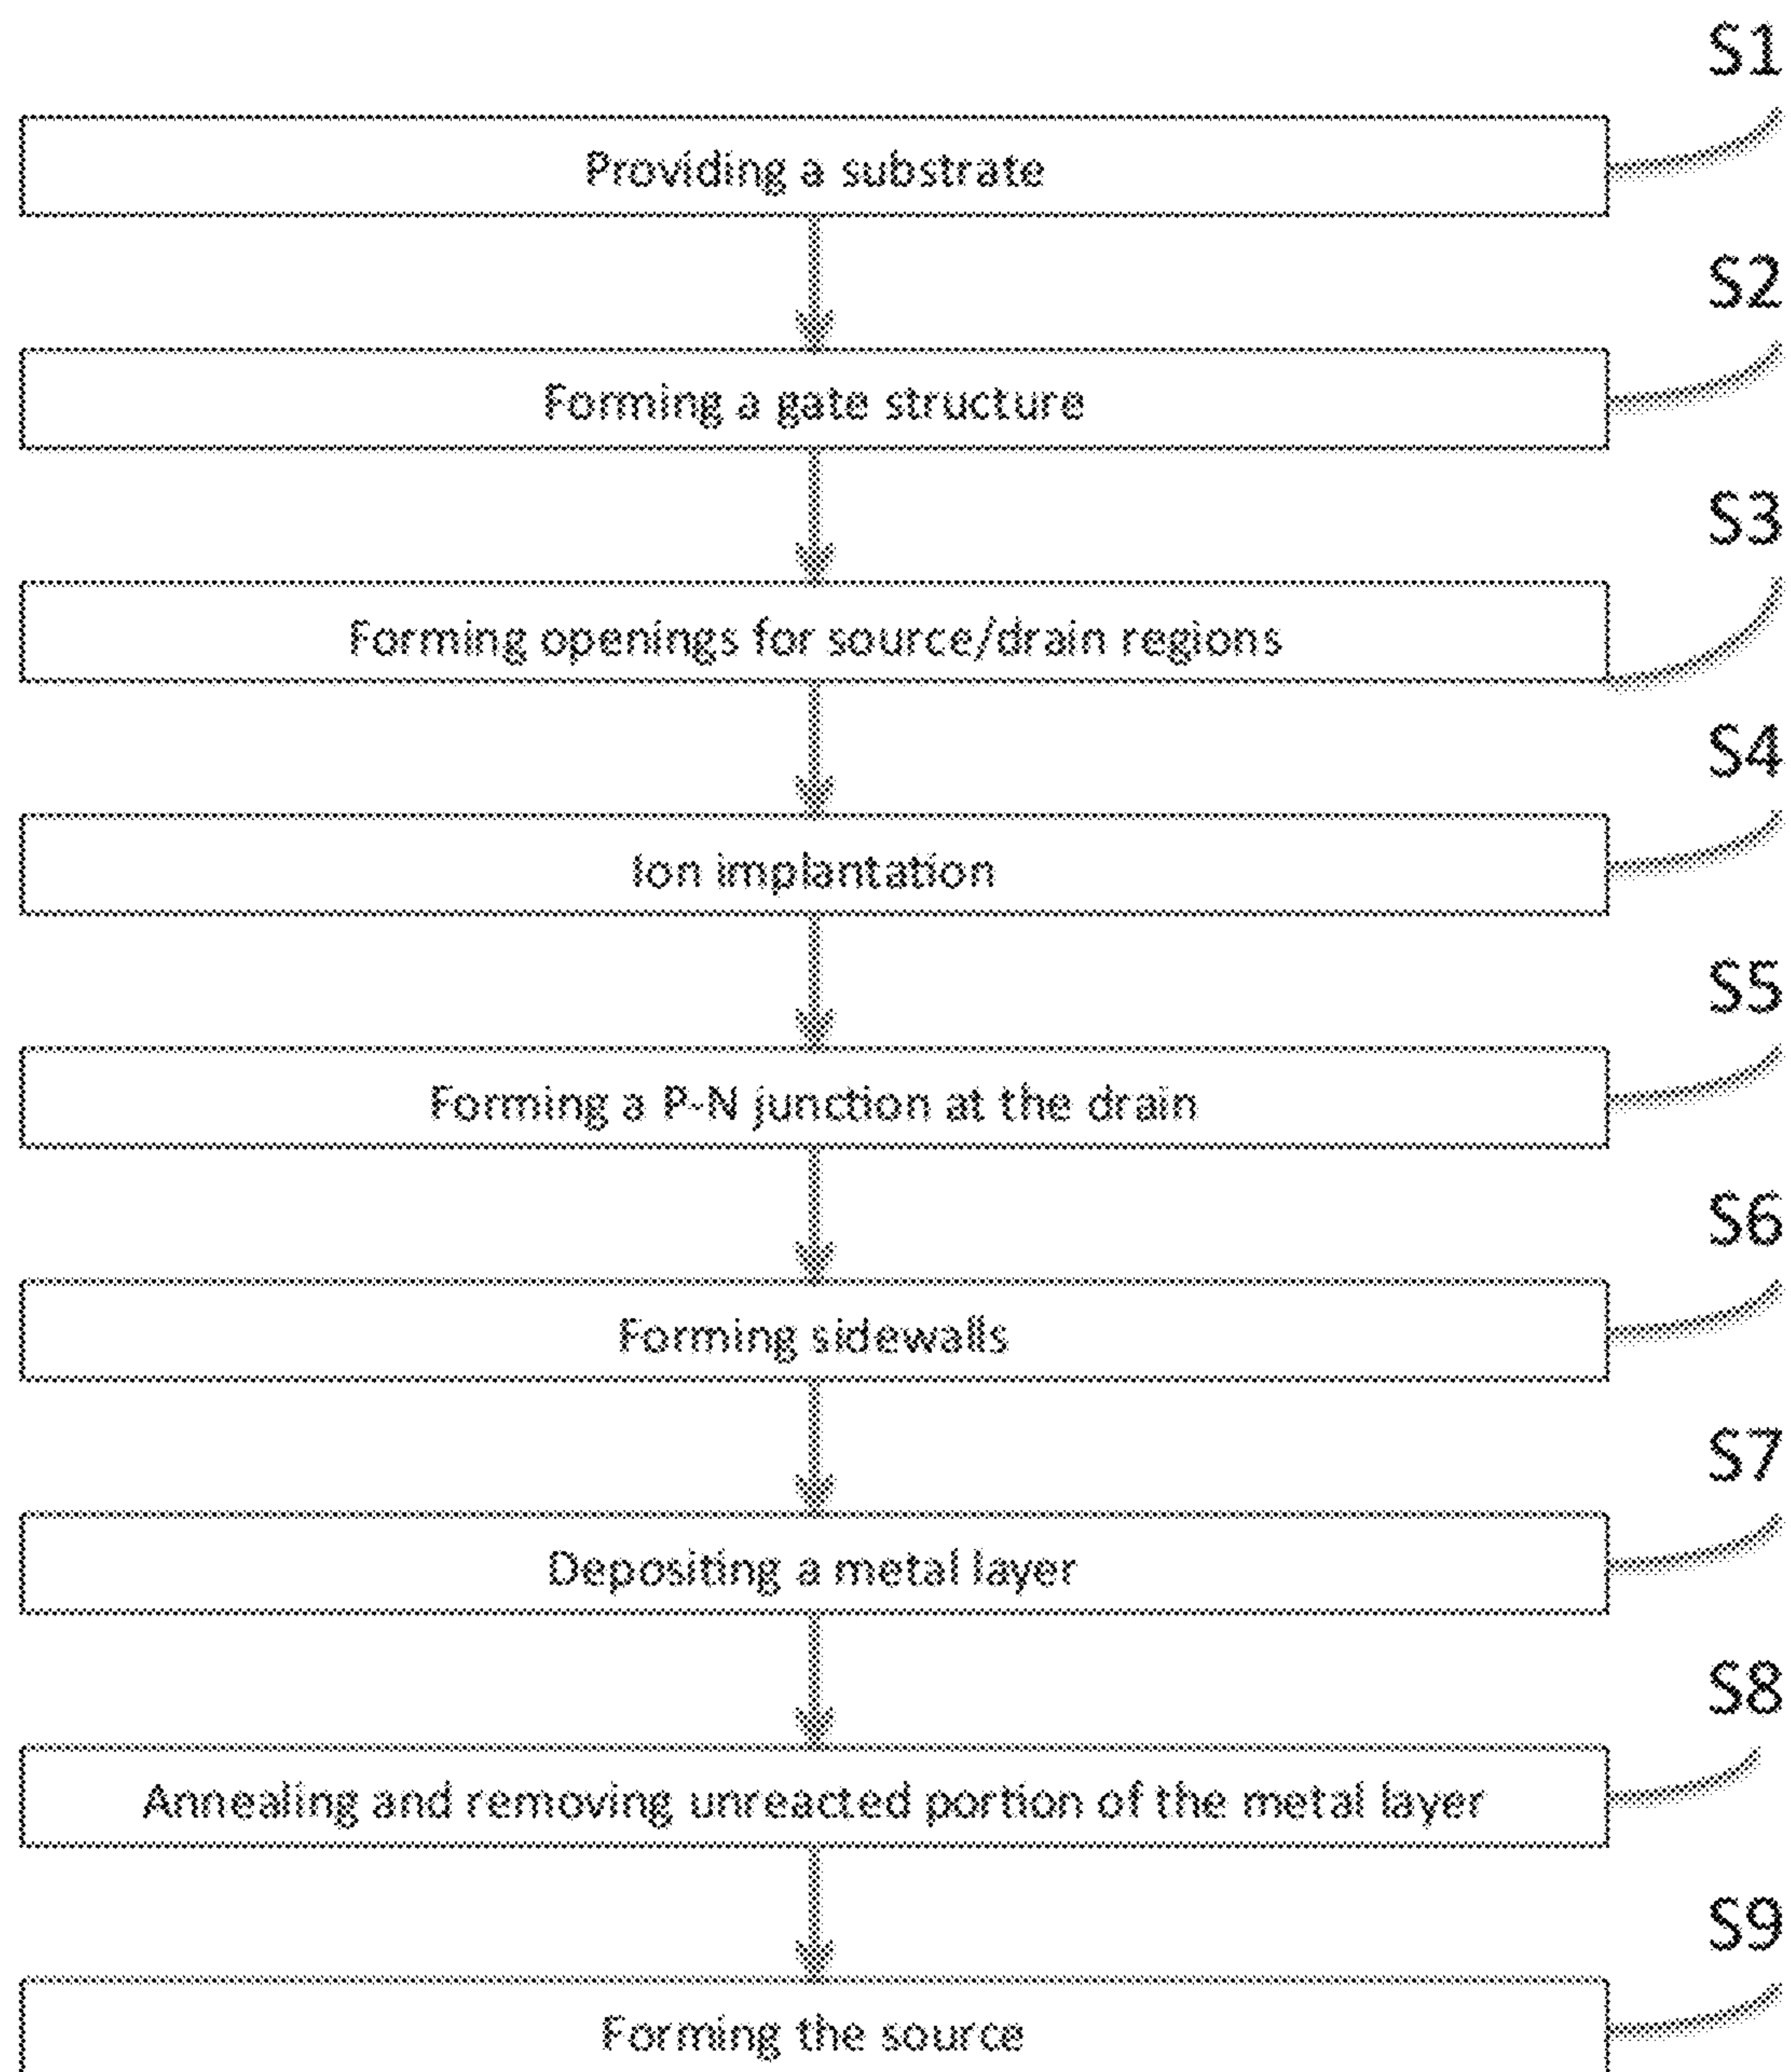 S1
Providing a substrate
S2
Forming a gate structure
S3
Forming openings for source/drain regions
S4
Ion implantation
S5
Forming a P-N junction at the drain
S6
Forming sidewalls
S7
Depositing a metal layer
S8
Annealing and removing unreacted portion of the metal layer
S9
Forming the source